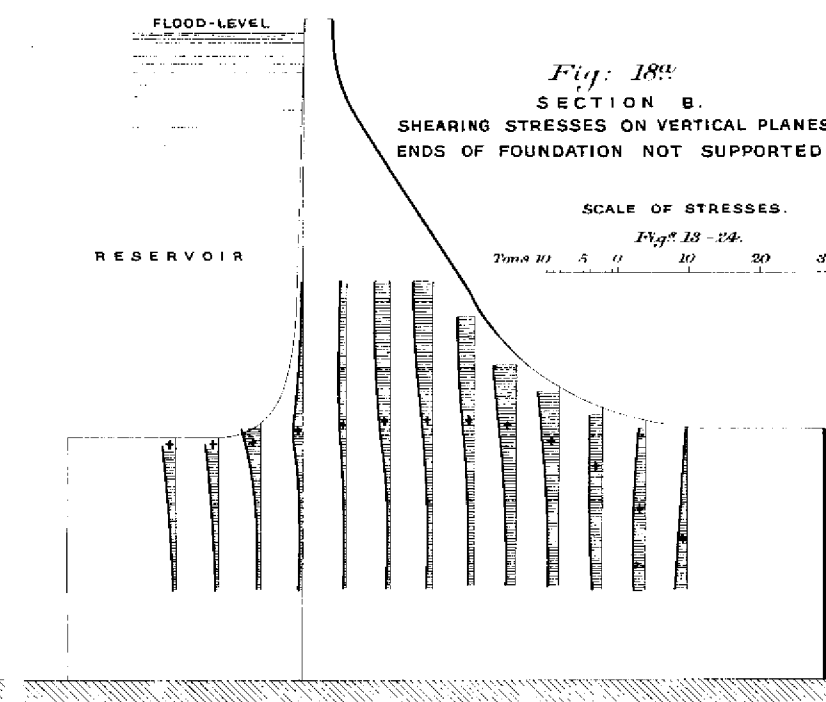 FLOOD-LEVEL
Fig: 18a
SECTION B.
SHEARING STRESSES ON VERTICAL PLANES
ENDS OF FOUNDATION NOT SUPPORTED
SCALE OF STRESSES.
Figs 13-24.
RESERVOIR
Tons 10 5 0 10 20 3